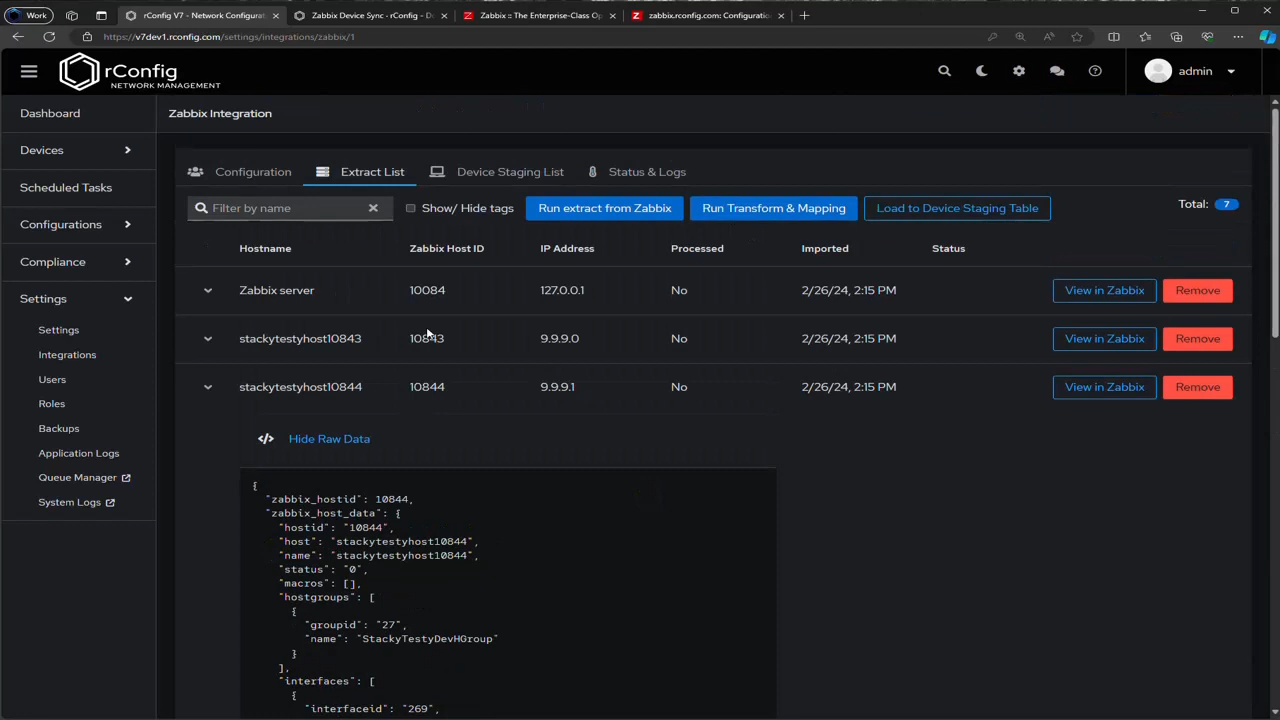 Work
rConfig V7 - Network Configurat
Zabbix Device Sync - rConfig - D
Zabbix :: The Enterprise-Class Op
zabbix.rconfig.com: Configuration
https://v7dev1.rconfig.com/settings/integrations/zabbix/1
rConfig
NETWORK MANAGEMENT
admin
Dashboard
Devices
Scheduled Tasks
Configurations
Compliance
Settings
Settings
Integrations
Users
Roles
Backups
Application Logs
Queue Manager
System Logs
Zabbix Integration
Configuration Extract List Device Staging List Status & Logs
Filter by name Show/ Hide tags Run extract from Zabbix Run Transform & Mapping Load to Device Staging Table Total: 7
Hostname Zabbix Host ID IP Address Processed Imported Status
Zabbix server 10084 127.0.0.1 No 2/26/24, 2:15 PM View in Zabbix Remove
stackytestyhost10843 10843 9.9.9.0 No 2/26/24, 2:15 PM View in Zabbix Remove
stackytestyhost10844 10844 9.9.9.1 No 2/26/24, 2:15 PM View in Zabbix Remove
</> Hide Raw Data
{
"zabbix_hostid": 10844,
"zabbix_host_data": {
"hostid": "10844",
"host": "stackytestyhost10844",
"name": "stackytestyhost10844",
"status": "0",
"macros": [],
"hostgroups": [
{
"groupid": "27",
"name": "StackyTestyDevHGroup"
}
],
"interfaces": [
{
"interfaceid": "269",